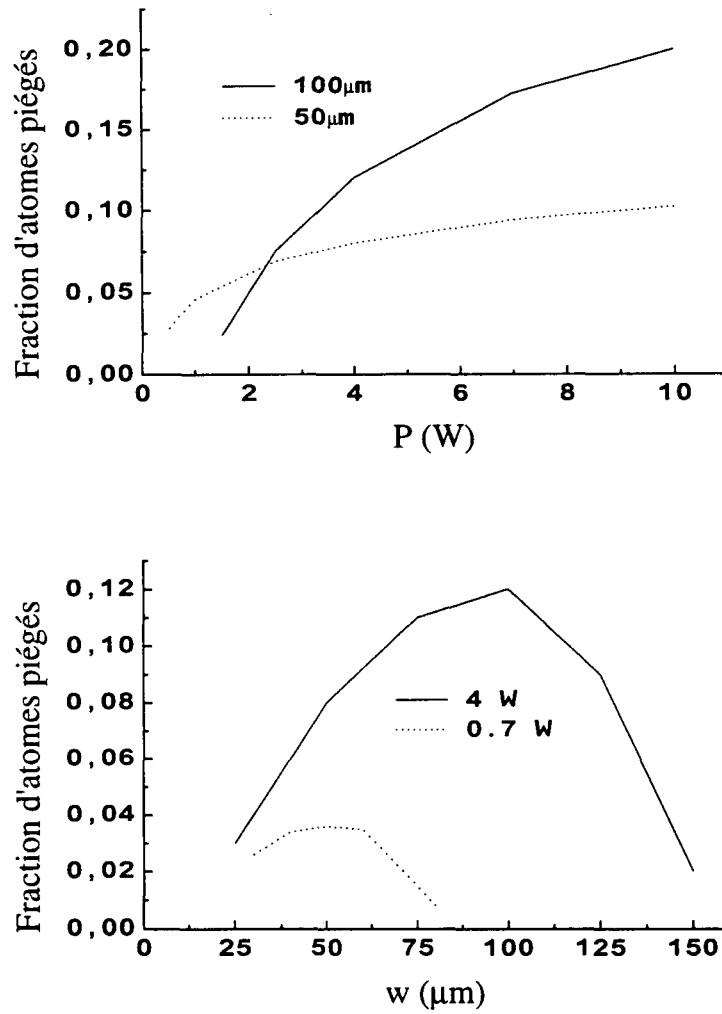 Fraction d'atomes piégés
0,20
0,15
0,10
0,05
0,00
100µm
50µm
0 2 4 6 8 10
P (W)
Fraction d'atomes piégés
0,12
0,10
0,08
0,06
0,04
0,02
0,00
4 W
0.7 W
0 25 50 75 100 125 150
w (µm)